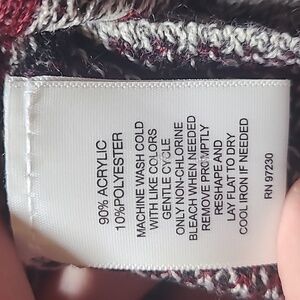 90% ACRYLIC
10%POLYESTER
MACHINE WASH COLD
WITH LIKE COLORS
GENTLE CYCLE
ONLY NON-CHLORINE
BLEACH WHEN NEEDED
REMOVE PROMPTLY
RESHAPE AND
LAY FLAT TO DRY
COOL IRON IF NEEDED
RN 97230